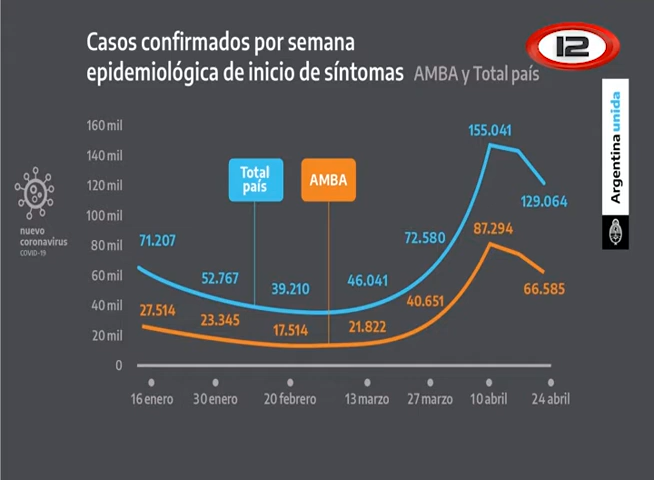 Casos confirmados por semana
epidemiológica de inicio de síntomas AMBA y Total país
12
Argentina unida
nuevo
coronavirus
COVID-19
160 mil
140 mil
120 mil
100 mil
80 mil
60 mil
40 mil
20 mil
0
Total
país
AMBA
71.207
52.767
39.210
46.041
72.580
155.041
129.064
27.514
23.345
17.514
21.822
40.651
87.294
66.585
16 enero
30 enero
20 febrero
13 marzo
27 marzo
10 abril
24 abril